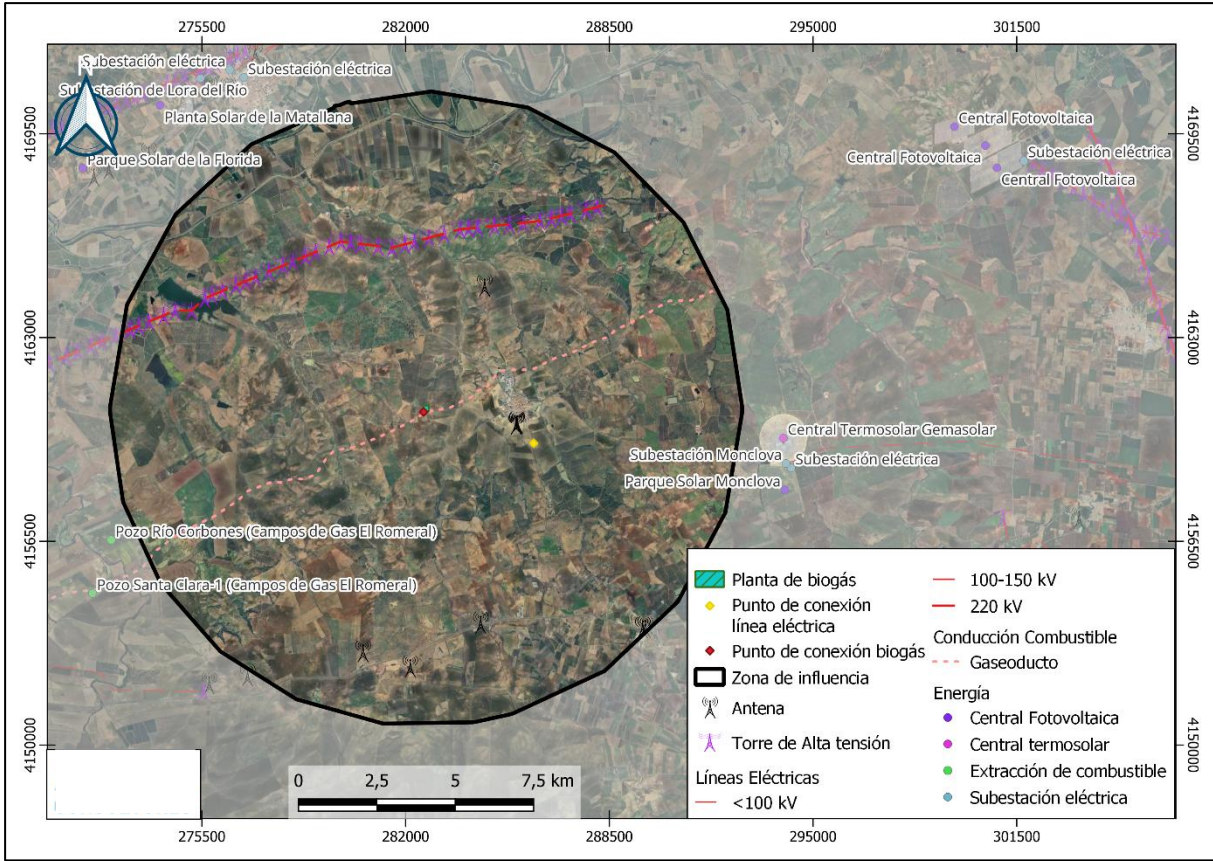 275500 282000 288500 295000 301500
Subestación eléctrica
Subestación eléctrica
Subestación de Lora del Río
Planta Solar de la Matallana
Parque Solar de la Florida
Central Fotovoltaica
Central Fotovoltaica
Subestación eléctrica
Central Fotovoltaica
4169500 4169500
4163000 4163000
Central Termosolar Gemasolar
Subestación Monclova
Subestación eléctrica
Parque Solar Monclova
Pozo Río Corbones (Campos de Gas El Romeral)
4156500 4156500
Pozo Santa Clara-1 (Campos de Gas El Romeral)
Planta de biogás
Punto de conexión
línea eléctrica
Punto de conexión biogás
Zona de influencia
Antena
Torre de Alta tensión
Líneas Eléctricas
<100 kV
100-150 kV
220 kV
Conducción Combustible
Gaseoducto
Energía
Central Fotovoltaica
Central termosolar
Extracción de combustible
Subestación eléctrica
4150000 4150000
0 2,5 5 7,5 km
275500 282000 288500 295000 301500